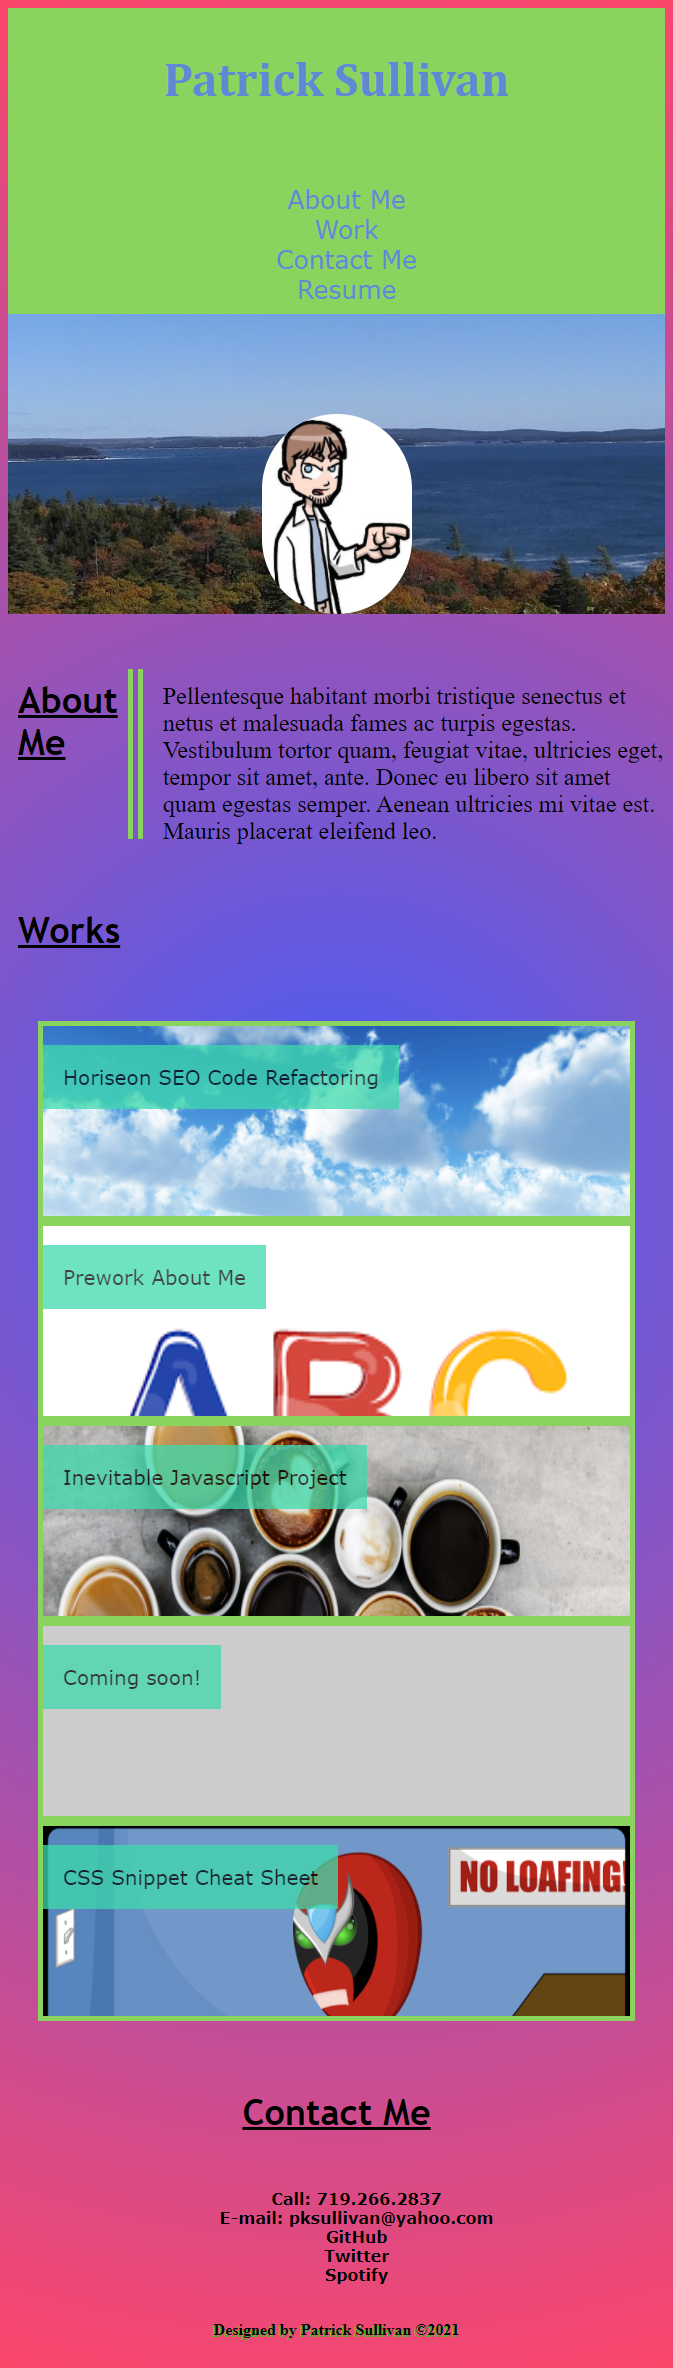 Patrick Sullivan
About Me
Work
Contact Me
Resume
About
Me
Pellentesque habitant morbi tristique senectus et
netus et malesuada fames ac turpis egestas.
Vestibulum tortor quam, feugiat vitae, ultricies eget,
tempor sit amet, ante. Donec eu libero sit amet
quam egestas semper. Aenean ultricies mi vitae est.
Mauris placerat eleifend leo.
Works
Horiseon SEO Code Refactoring
Prework About Me
ABC
Inevitable Javascript Project
Coming soon!
CSS Snippet Cheat Sheet
NO LOAFING!
Contact Me
Call: 719.266.2837
E-mail: pksullivan@yahoo.com
GitHub
Twitter
Spotify
Designed by Patrick Sullivan ©2021